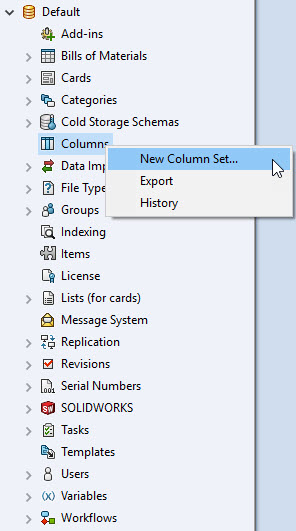 Default
Add-ins
Bills of Materials
Cards
Categories
Cold Storage Schemas
Columns
New Column Set...
Data Imp
Export
File Type
History
Groups
Indexing
Items
License
Lists (for cards)
Message System
Replication
Revisions
Serial Numbers
SOLIDWORKS
Tasks
Templates
Users
Variables
Workflows